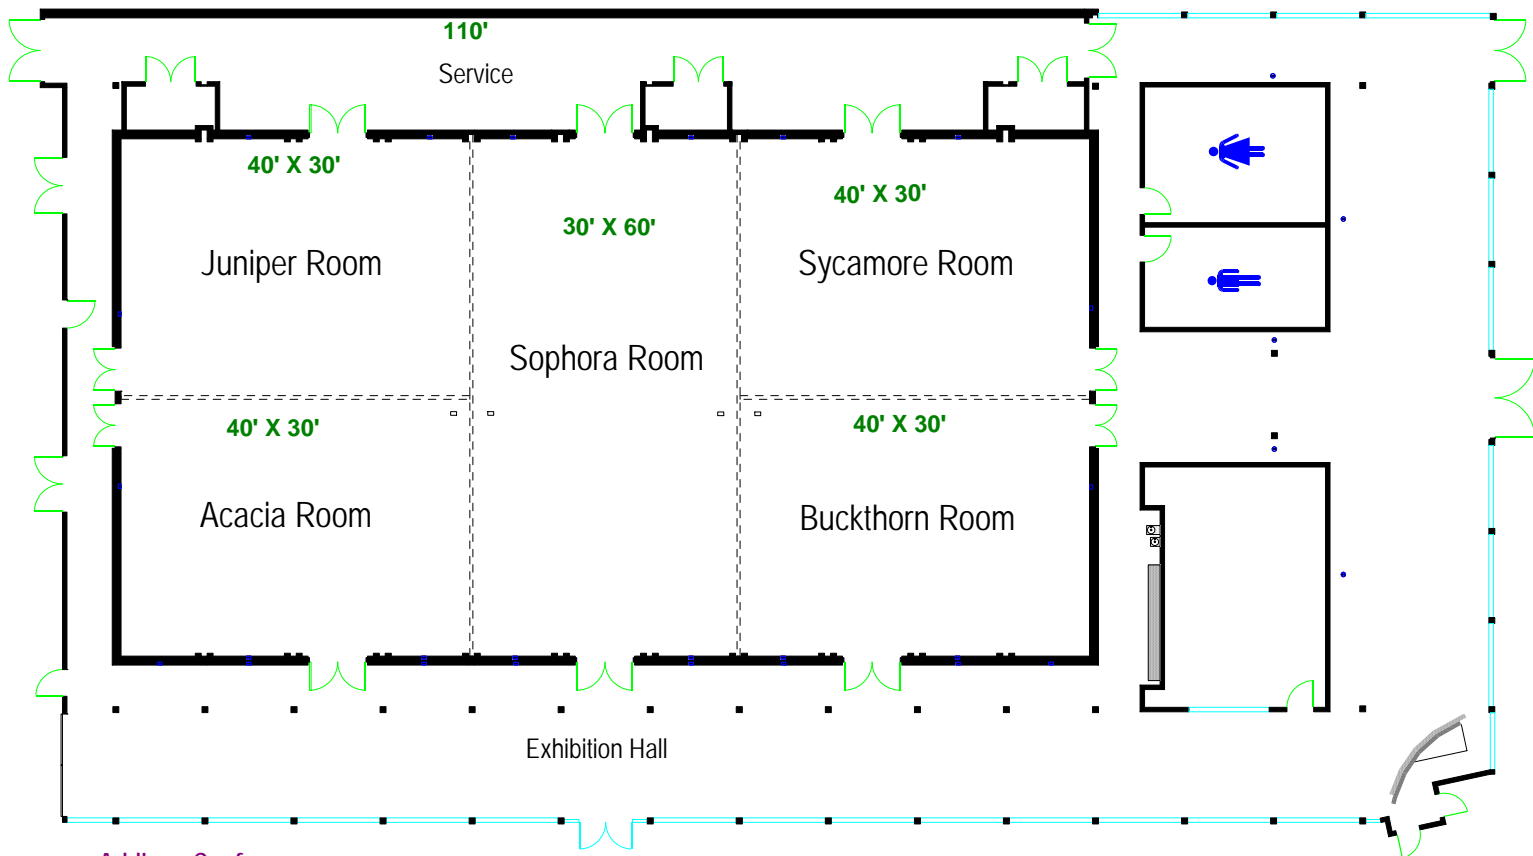 110'
Service
40' X 30'
40' X 30'
30' X 60'
Juniper Room
Sycamore Room
Sophora Room
40' X 30'
40' X 30'
Acacia Room
Buckthorn Room
Exhibition Hall